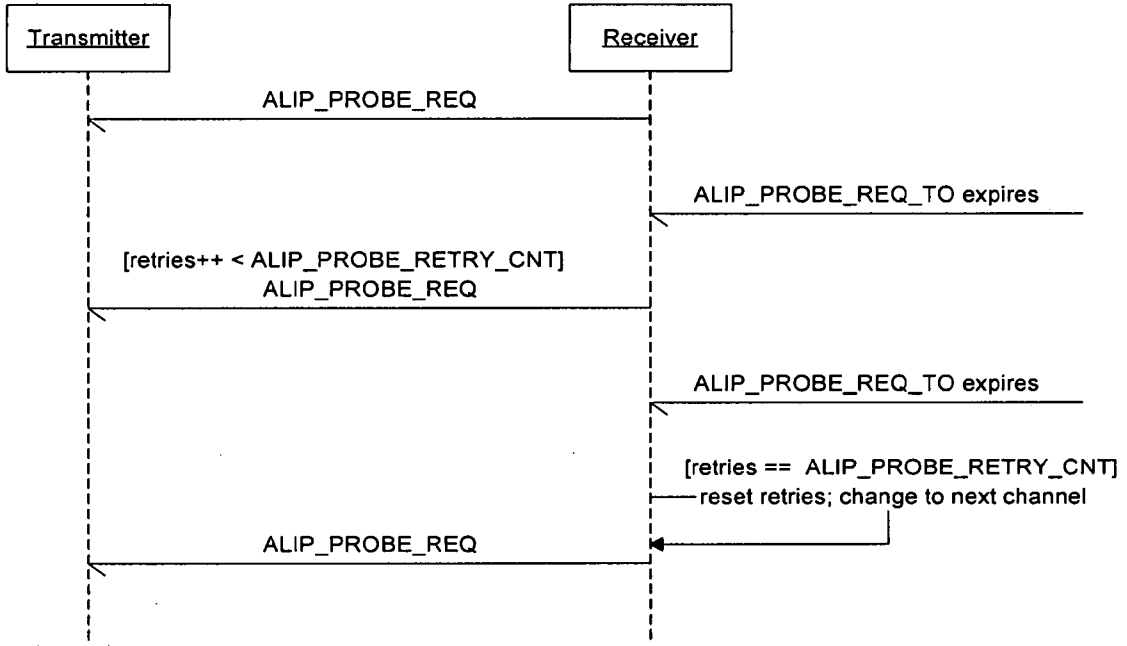 Transmitter
Receiver
ALIP_PROBE_REQ
ALIP_PROBE_REQ_TO expires
[retries++ < ALIP_PROBE_RETRY_CNT]
ALIP_PROBE_REQ
ALIP_PROBE_REQ_TO expires
[retries == ALIP_PROBE_RETRY_CNT]
reset retries; change to next channel
ALIP_PROBE_REQ